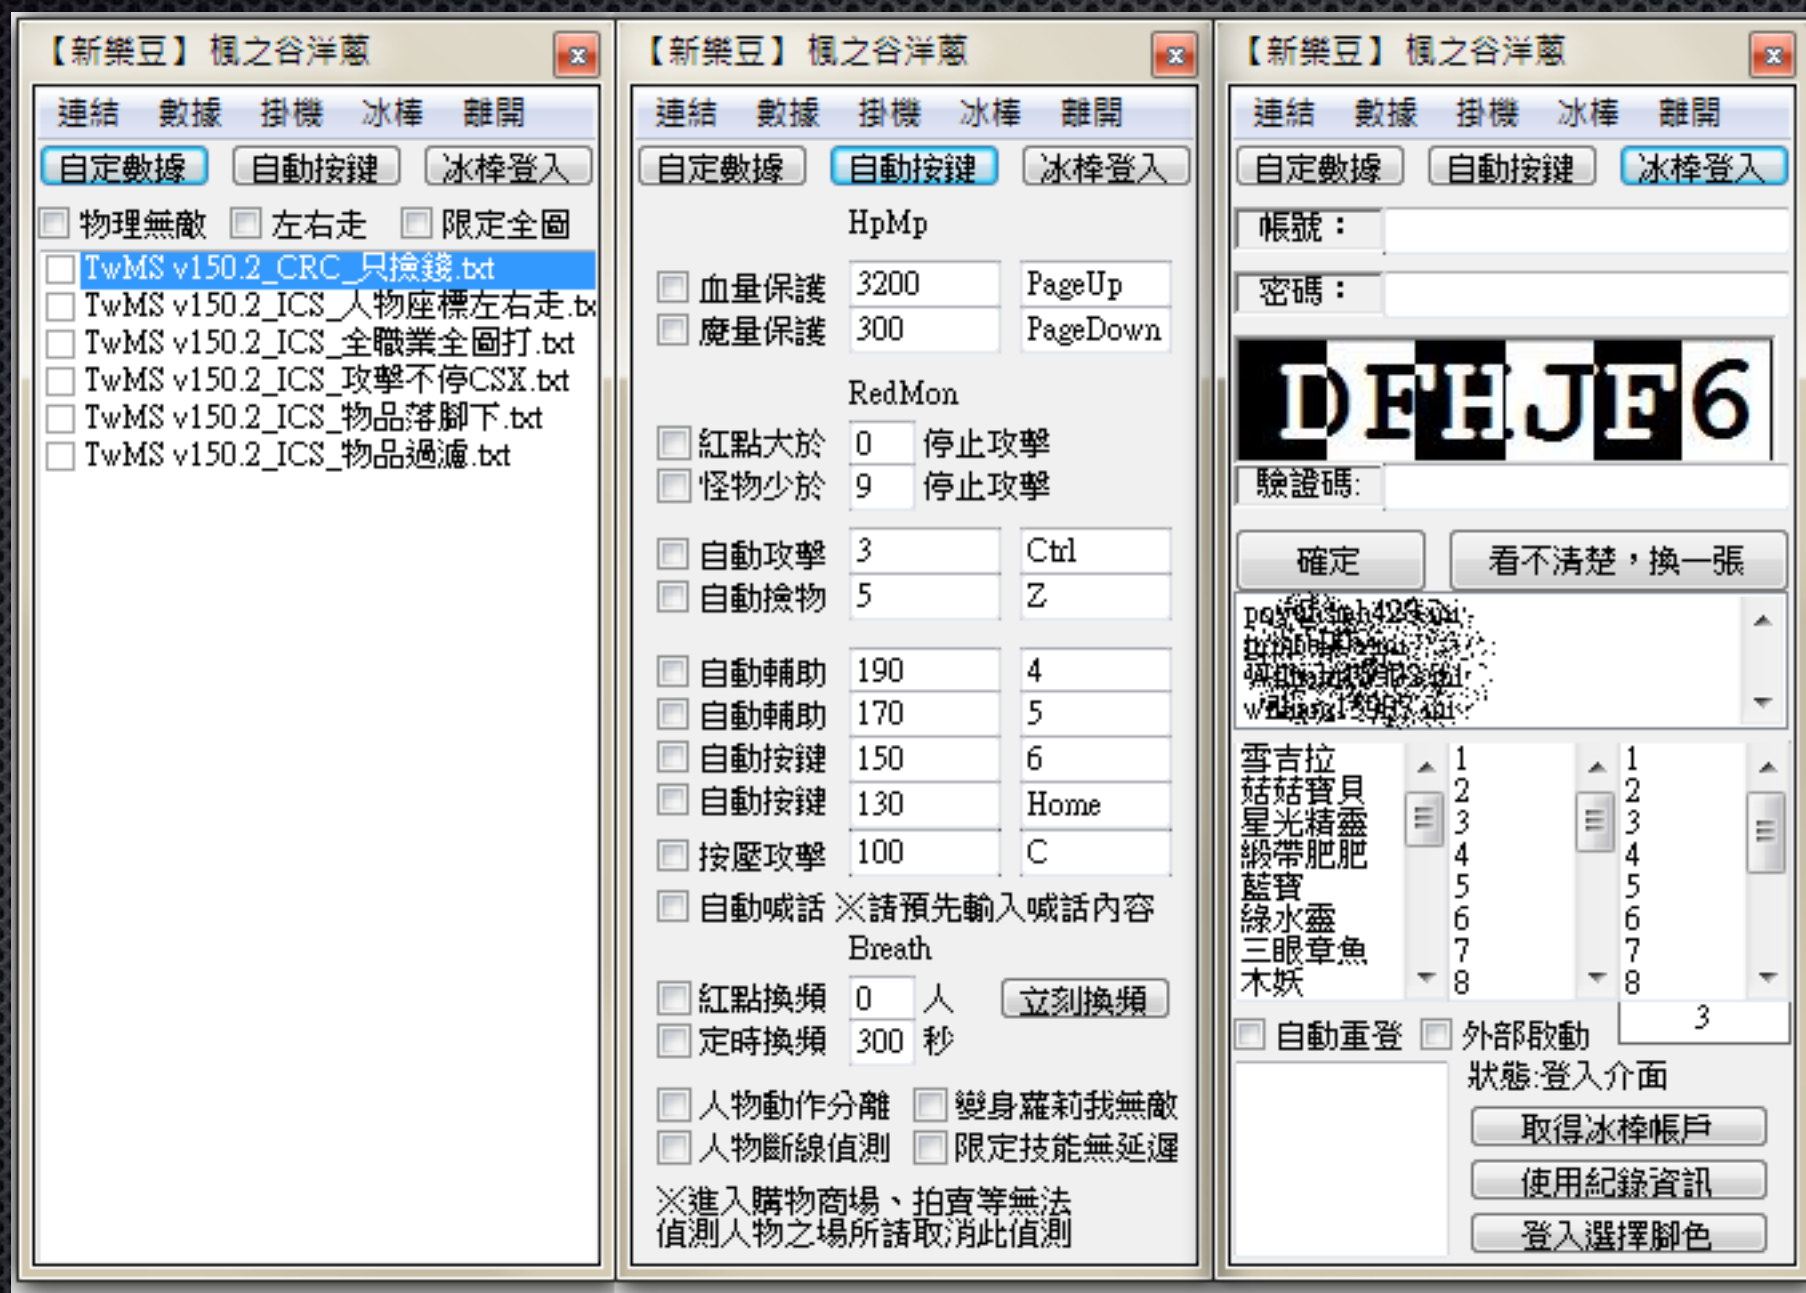 【新樂豆】楓之谷洋蔥
連結 數據 掛機 冰棒 離開
自定數據 自動按鍵 冰棒登入
物理無敵 左右走 限定全圖
TwMS v150.2_CRC_只撿錢.txt
TwMS v150.2_ICS_人物座標左右走.tx
TwMS v150.2_ICS_全職業全圖打.txt
TwMS v150.2_ICS_攻擊不停CSX.txt
TwMS v150.2_ICS_物品落腳下.txt
TwMS v150.2_ICS_物品過濾.txt
【新樂豆】楓之谷洋蔥
連結 數據 掛機 冰棒 離開
自定數據 自動按鍵 冰棒登入
HpMp
血量保護 3200 PageUp
魔量保護 300 PageDown
RedMon
紅點大於 0 停止攻擊
怪物少於 9 停止攻擊
自動攻擊 3 Ctrl
自動撿物 5 Z
自動輔助 190 4
自動輔助 170 5
自動按鍵 150 6
自動按鍵 130 Home
按壓攻擊 100 C
自動喊話 ※請預先輸入喊話內容
Breath
紅點換頻 0 人 立刻換頻
定時換頻 300 秒
人物動作分離 變身蘿莉我無敵
人物斷線偵測 限定技能無延遲
※進入購物商場、拍賣等無法
偵測人物之場所請取消此偵測
【新樂豆】楓之谷洋蔥
連結 數據 掛機 冰棒 離開
自定數據 自動按鍵 冰棒登入
帳號：
密碼：
DFHJF6
驗證碼:
確定 看不清楚，換一張
雪吉拉 1 1
菇菇寶貝 2 2
星光精靈 3 3
緞帶肥肥 4 4
藍寶 5 5
綠水靈 6 6
三眼章魚 7 7
木妖 8 8
自動重登 外部啟動 3
狀態:登入介面
取得冰棒帳戶
使用紀錄資訊
登入選擇腳色